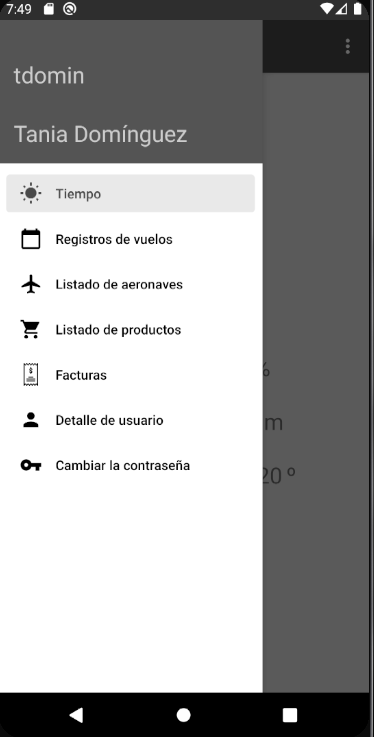 7:49
tdomin
Tania Domínguez
Tiempo
Registros de vuelos
Listado de aeronaves
Listado de productos
%
Facturas
Detalle de usuario
m
Cambiar la contraseña
20 º